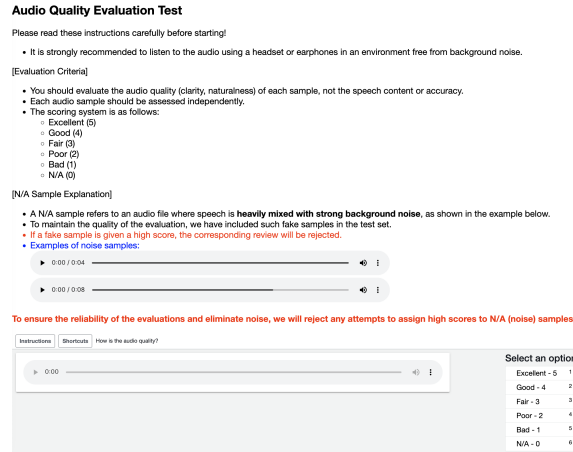 Audio Quality Evaluation Test
Please read these instructions carefully before starting!
• It is strongly recommended to listen to the audio using a headset or earphones in an environment free from background noise.
[Evaluation Criteria]
• You should evaluate the audio quality (clarity, naturalness) of each sample, not the speech content or accuracy.
• Each audio sample should be assessed independently.
• The scoring system is as follows:
◦ Excellent (5)
◦ Good (4)
◦ Fair (3)
◦ Poor (2)
◦ Bad (1)
◦ N/A (0)
[N/A Sample Explanation]
• A N/A sample refers to an audio file where speech is heavily mixed with strong background noise, as shown in the example below.
• To maintain the quality of the evaluation, we have included such fake samples in the test set.
• If a fake sample is given a high score, the corresponding review will be rejected.
• Examples of noise samples:
0:00 / 0:04
0:00 / 0:08
To ensure the reliability of the evaluations and eliminate noise, we will reject any attempts to assign high scores to N/A (noise) samples
Instructions Shortcuts How is the audio quality?
0:00
Select an option
Excellent - 5 1
Good - 4 2
Fair - 3 3
Poor - 2 4
Bad - 1 5
N/A - 0 6